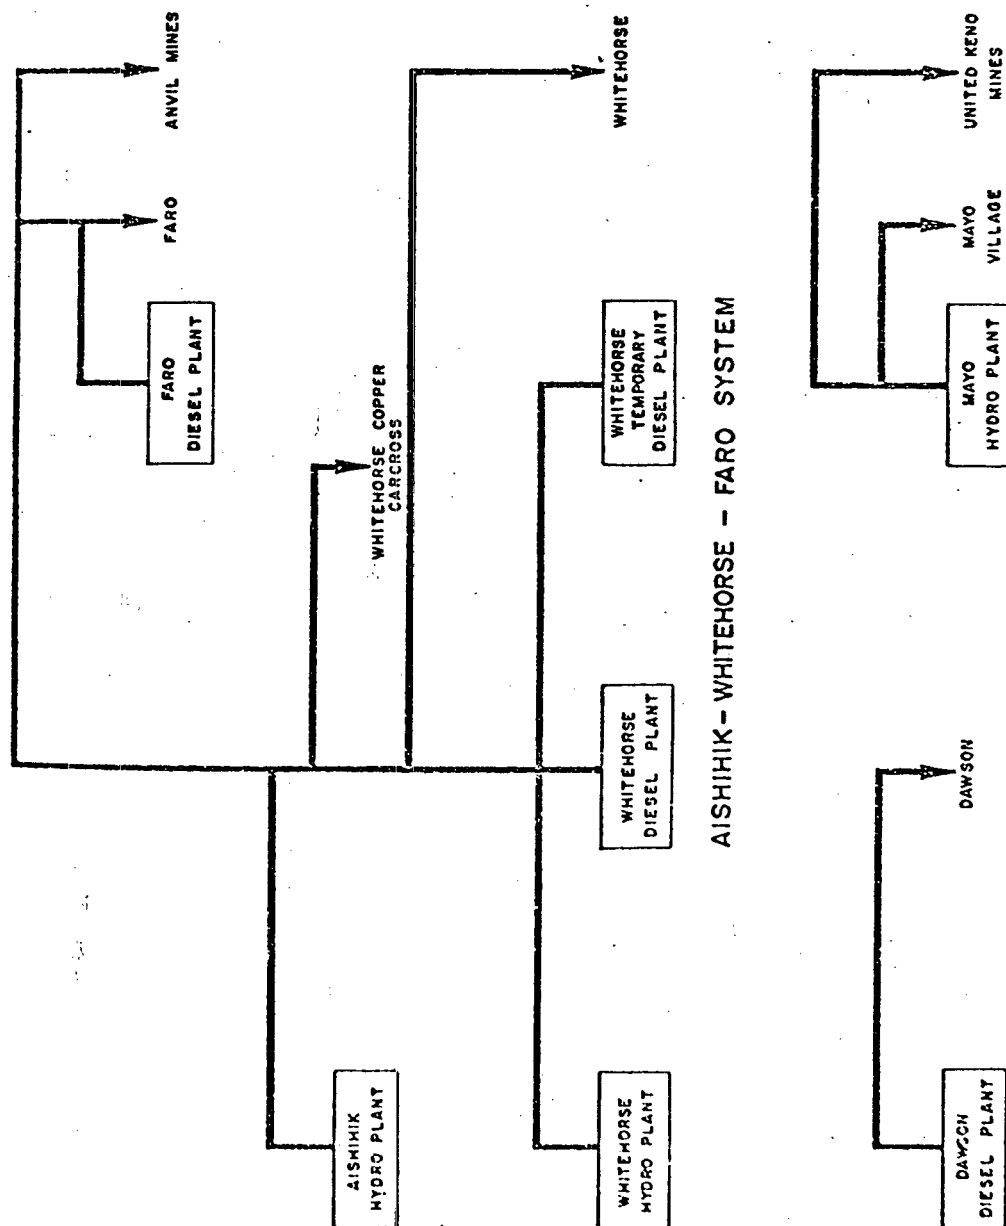 ANVIL MINES
FARO
FARO
DIESEL PLANT
WHITEHORSE COPPER
CARCROSS
WHITEHORSE
AISHIHIK
HYDRO PLANT
WHITEHORSE
HYDRO PLANT
WHITEHORSE
DIESEL PLANT
WHITEHORSE
TEMPORARY
DIESEL PLANT
AISHIHIK-WHITEHORSE - FARO SYSTEM
DAWSON
DIESEL PLANT
DAWSON
MAYO
HYDRO PLANT
MAYO
VILLAGE
UNITED KENO
MINES